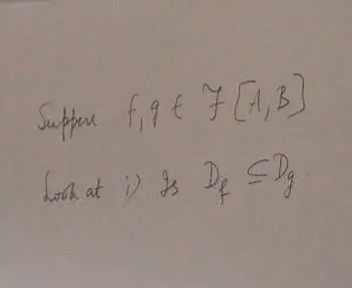 Suppose f, g ∈ ℱ [A, B]
Look at i) Is D_f ⊆ D_g.